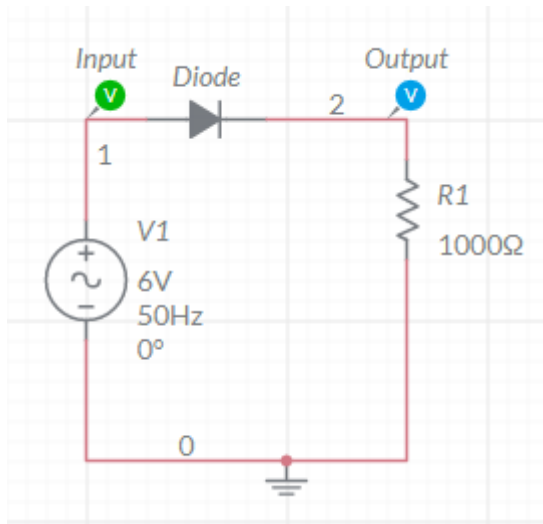 Input
Diode
Output
V
V
2
1
R1
1000Ω
V1
6V
50Hz
0°
0